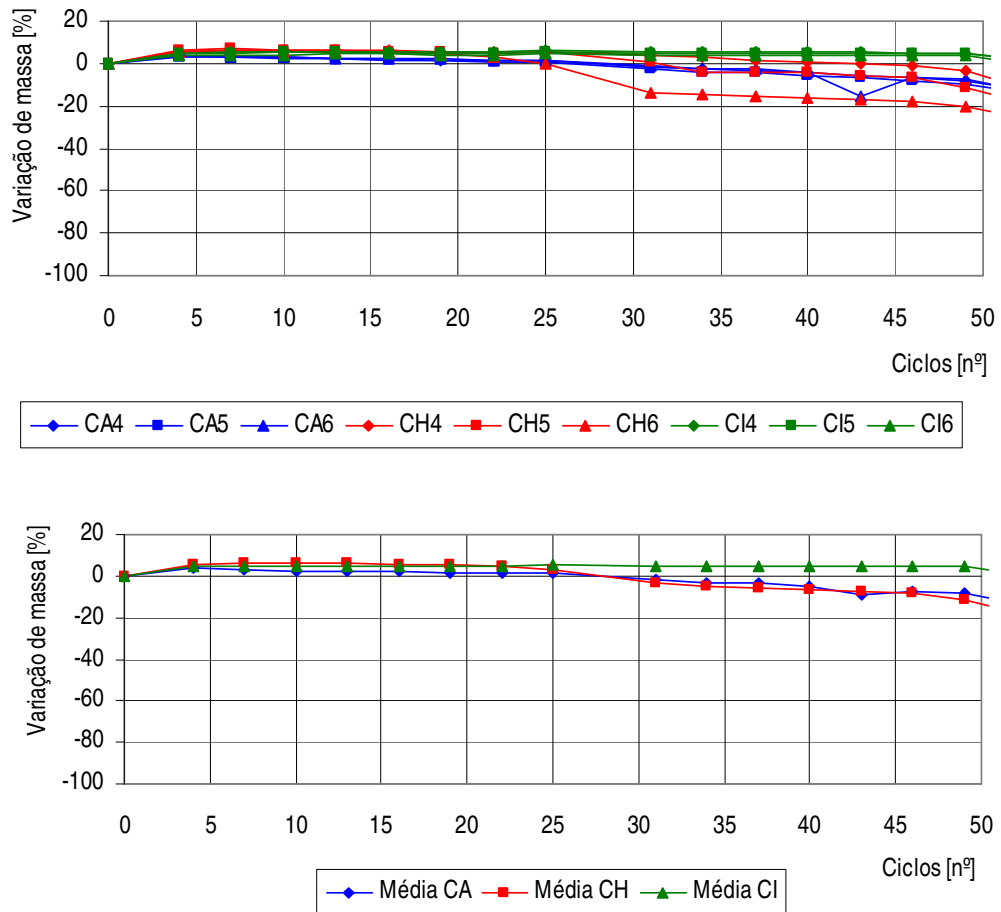 Variação de massa [%]
20
0
-20
-40
-60
-80
-100
0 5 10 15 20 25 30 35 40 45 50
Ciclos [nº]
CA4 CA5 CA6 CH4 CH5 CH6 CI4 CI5 CI6
Variação de massa [%]
20
0
-20
-40
-60
-80
-100
0 5 10 15 20 25 30 35 40 45 50
Ciclos [nº]
Média CA Média CH Média CI